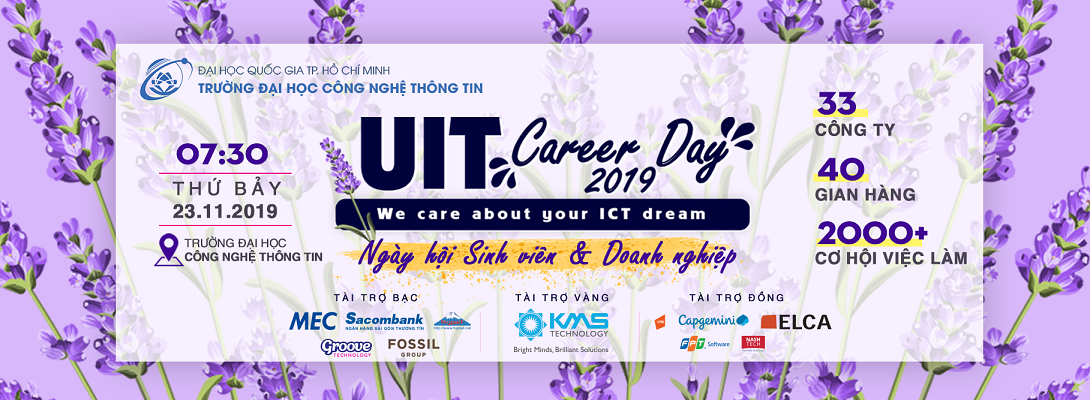 ĐẠI HỌC QUỐC GIA TP. HỒ CHÍ MINH
TRƯỜNG ĐẠI HỌC CÔNG NGHỆ THÔNG TIN
07:30
THỨ BẢY
23.11.2019
TRƯỜNG ĐẠI HỌC
CÔNG NGHỆ THÔNG TIN
UIT Career Day
2019
We care about your ICT dream
Ngày hội Sinh viên & Doanh nghiệp
33
CÔNG TY
40
GIAN HÀNG
2000+
CƠ HỘI VIỆC LÀM
TÀI TRỢ BẠC
MEC Sacombank
NGÂN HÀNG SÀI GÒN THƯƠNG TÍN
Groove
TECHNOLOGY
FOSSIL
GROUP
TÀI TRỢ VÀNG
KMS
TECHNOLOGY
Bright Minds, Brilliant Solutions
TÀI TRỢ ĐỒNG
Capgemini
ELCA
FPT Software
NASH
TECH